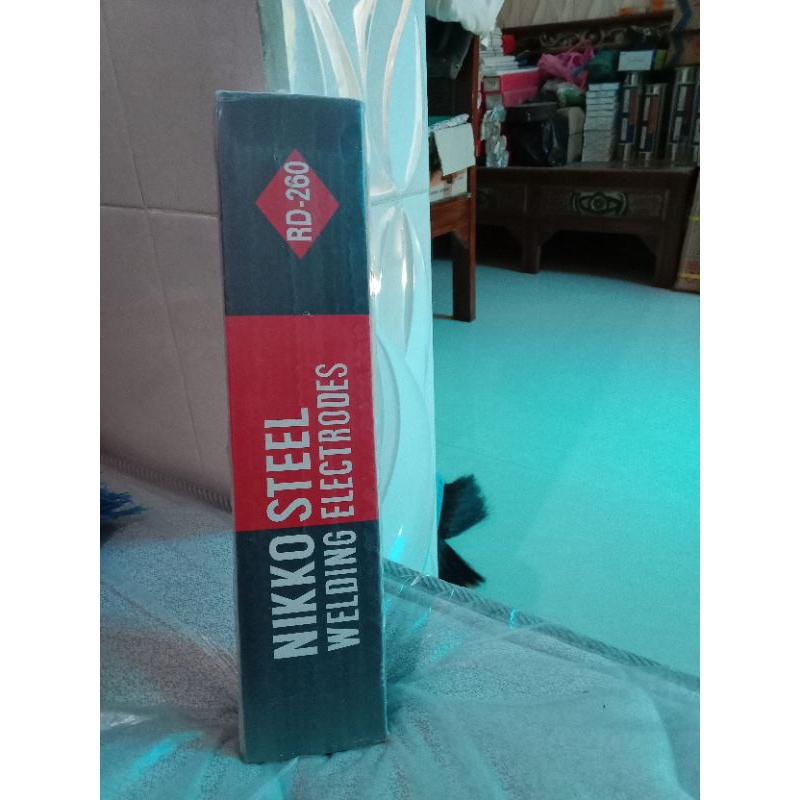 RD-260
NIKKO STEEL
WELDING ELECTRODES